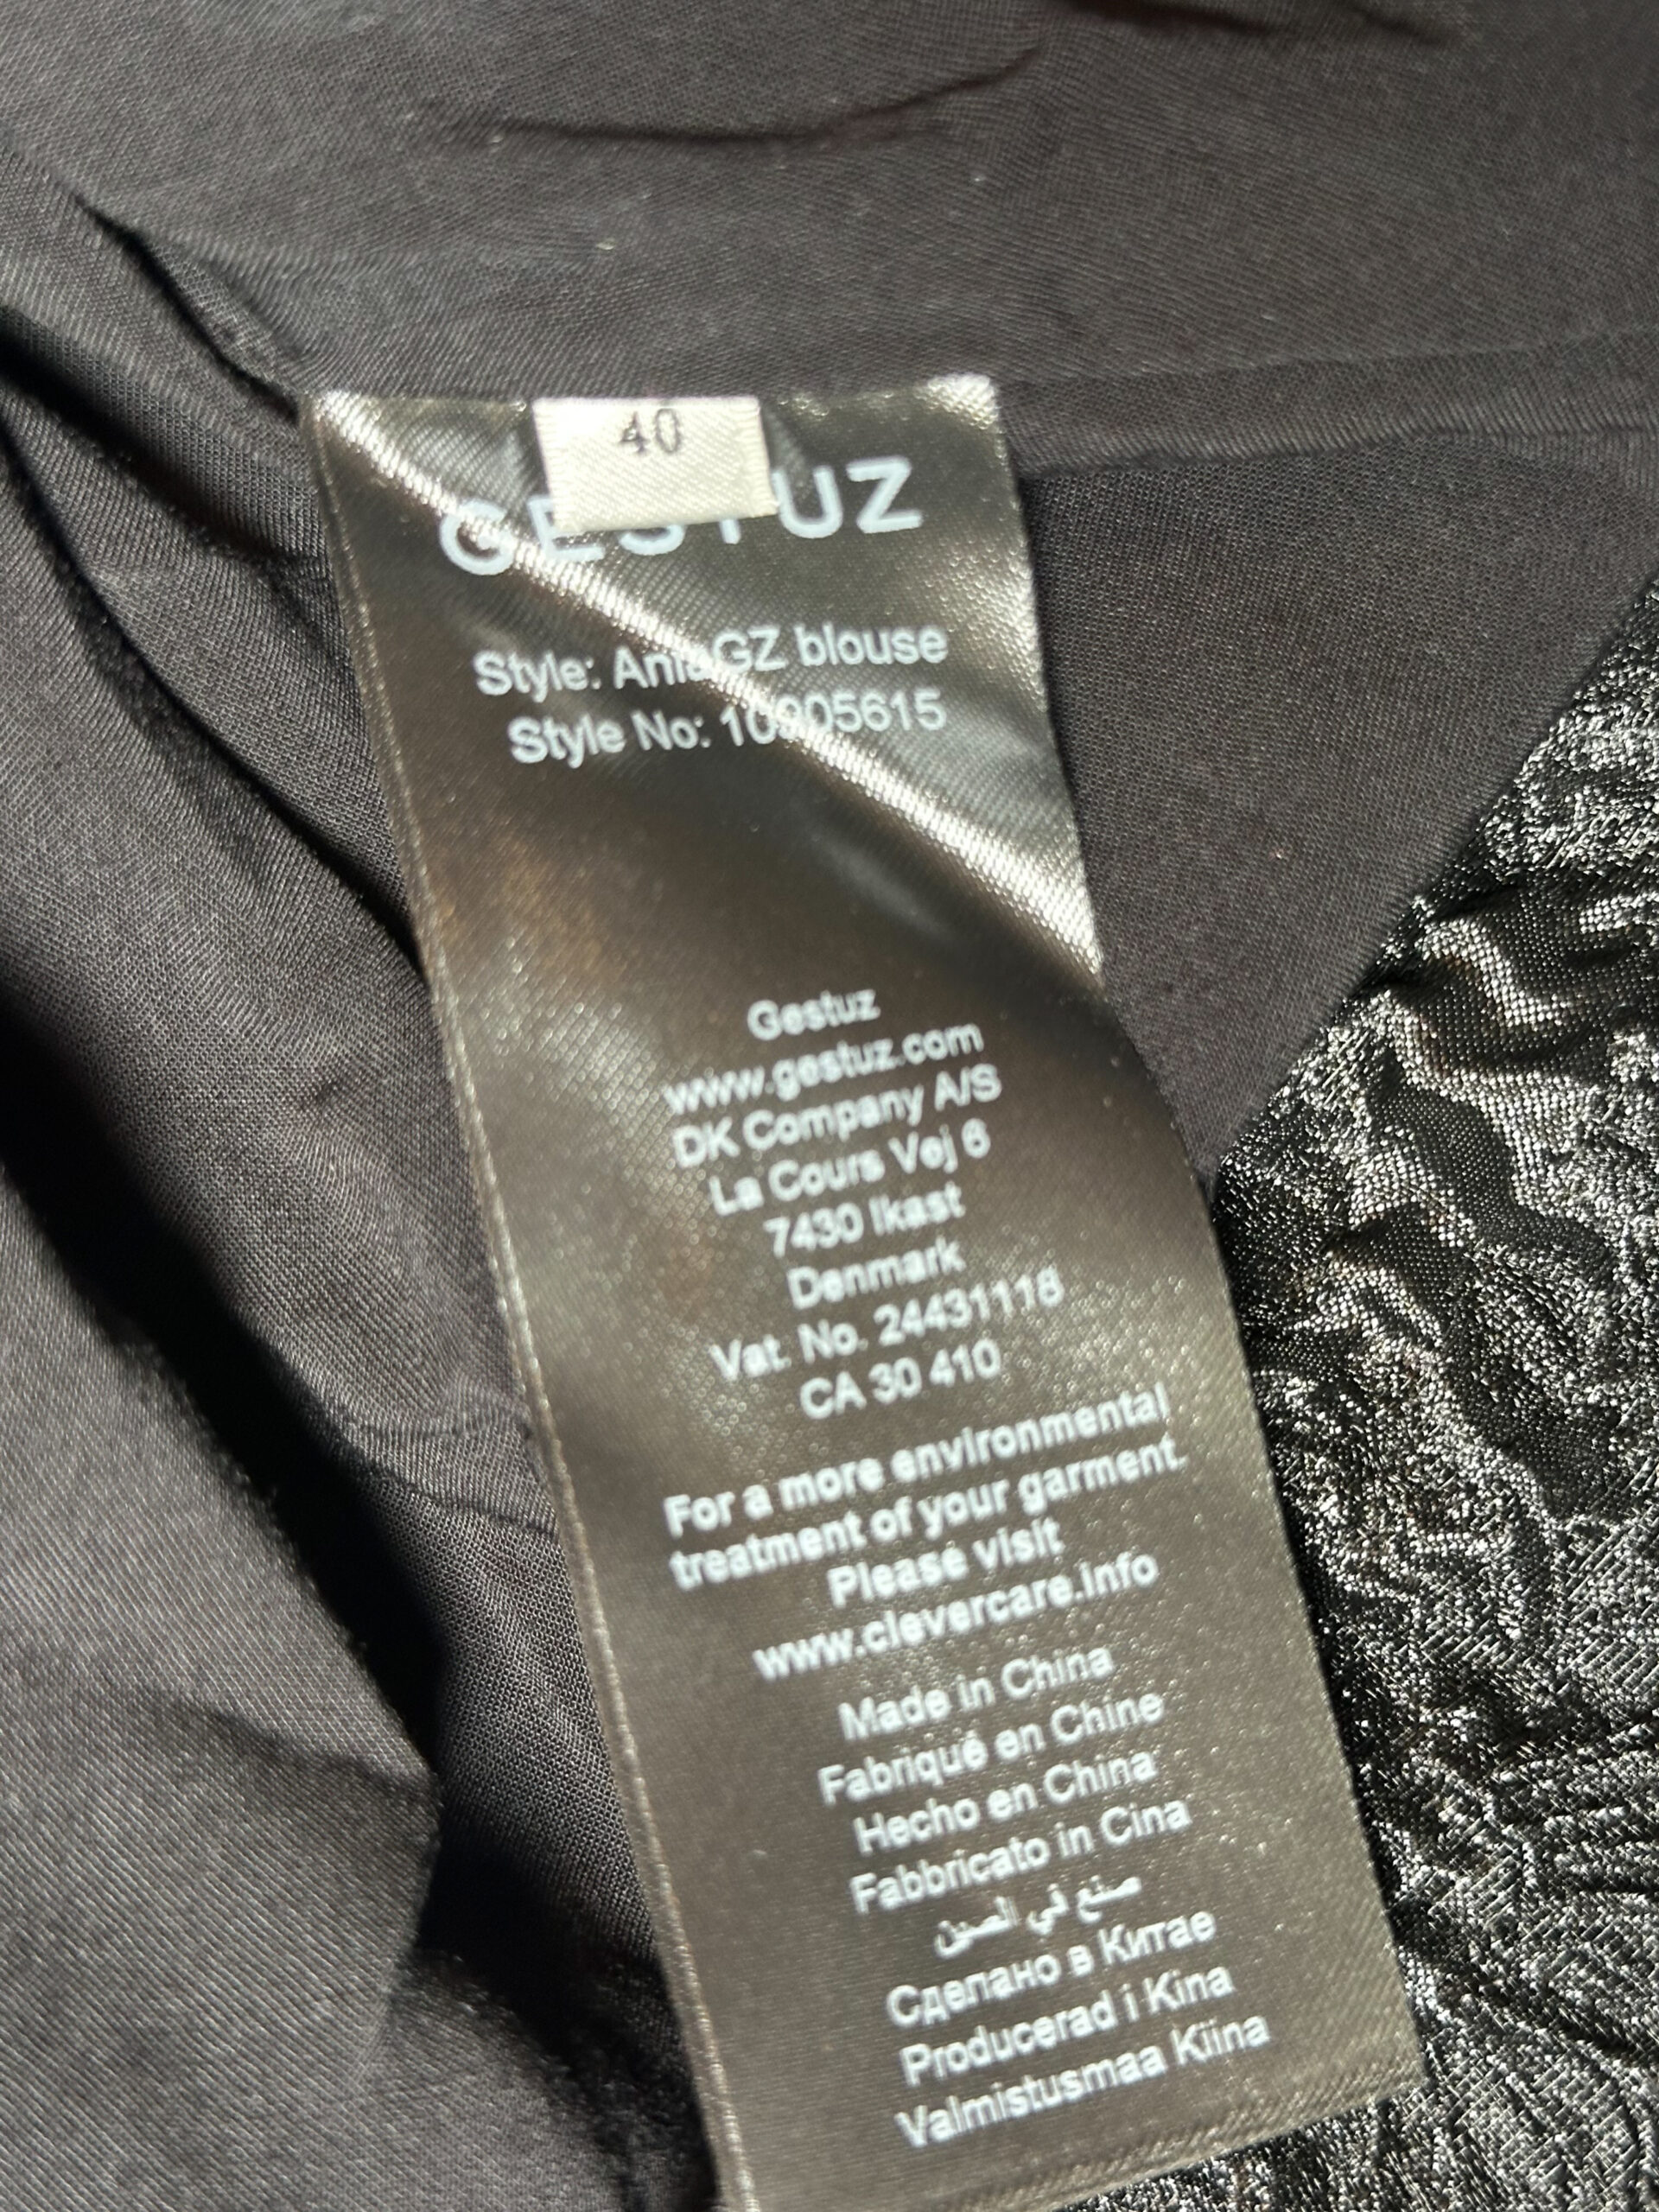 40
GESTUZ
Style: AniaGZ blouse
Style No: 10905615
Gestuz
www.gestuz.com
DK Company A/S
La Cours Vej 6
7430 Ikast
Denmark
Vat. No. 24431118
CA 30 410
For a more environmental
treatment of your garment.
Please visit
www.clevercare.info
Made in China
Fabriqué en Chine
Hecho en China
Fabbricato in Cina
صنع في الصين
Сделано в Китае
Producerad i Kina
Valmistusmaa Kiina